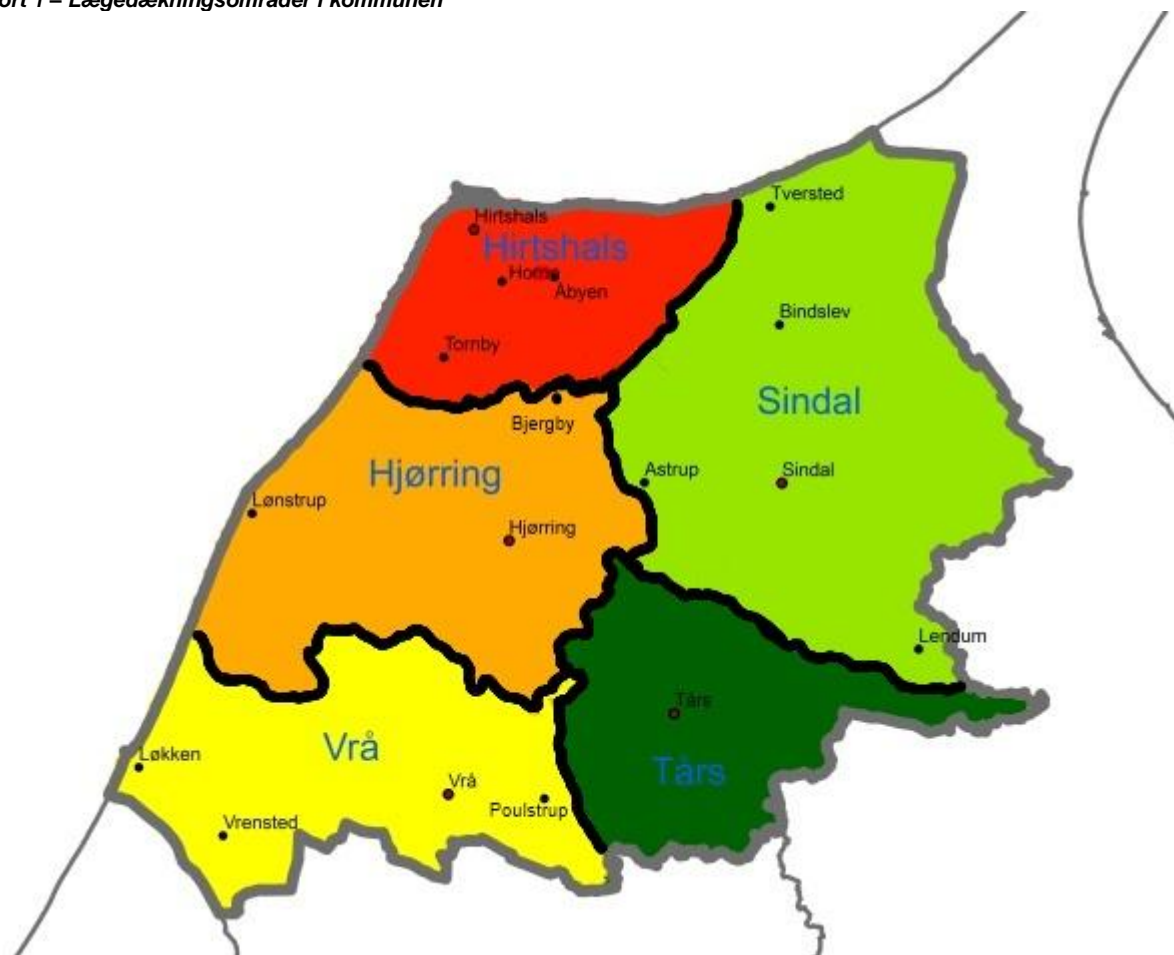 ort 1 – Lægedækningsområder i kommunen
Tversted
Hirtshals
Hirtshals
Horne
Åbyen
Bindslev
Tornby
Sindal
Bjergby
Hjørring
Astrup
Sindal
Lønstrup
Hjørring
Lendum
Tårs
Vrå
Løkken
Tårs
Vrå
Poulstrup
Vrensted